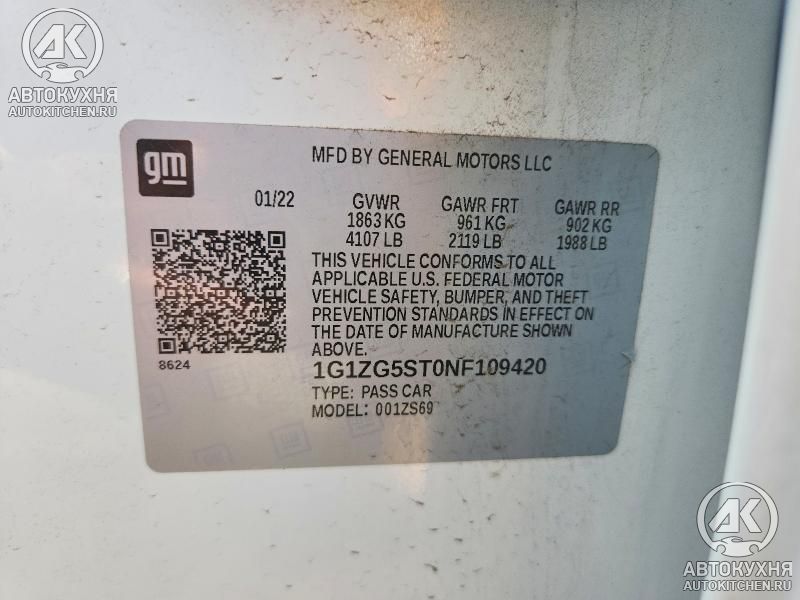 AK
АВТОКУХНЯ
AUTOKITCHEN.RU
gm
MFD BY GENERAL MOTORS LLC
01/22 GVWR GAWR FRT GAWR RR
1863 KG 961 KG 902 KG
4107 LB 2119 LB 1988 LB
THIS VEHICLE CONFORMS TO ALL
APPLICABLE U.S. FEDERAL MOTOR
VEHICLE SAFETY, BUMPER, AND THEFT
PREVENTION STANDARDS IN EFFECT ON
THE DATE OF MANUFACTURE SHOWN
ABOVE.
8624
1G1ZG5ST0NF109420
TYPE: PASS CAR
MODEL: 001ZS69
AK
АВТОКУХНЯ
AUTOKITCHEN.RU